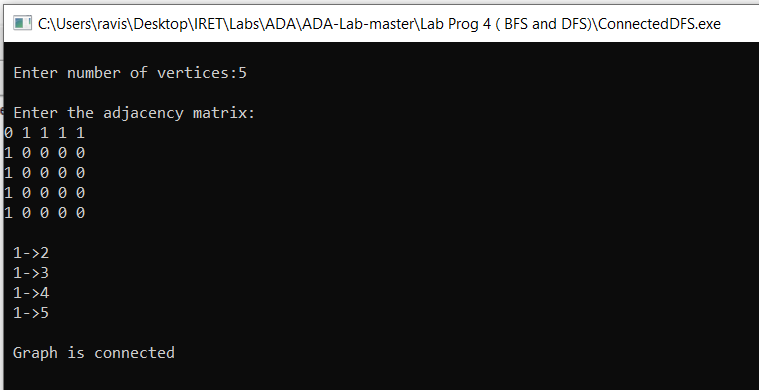 C:\Users\ravis\Desktop\IRET\Labs\ADA\ADA-Lab-master\Lab Prog 4 ( BFS and DFS)\ConnectedDFS.exe
Enter number of vertices:5
Enter the adjacency matrix:
0 1 1 1 1
1 0 0 0 0
1 0 0 0 0
1 0 0 0 0
1 0 0 0 0
1->2
1->3
1->4
1->5
Graph is connected